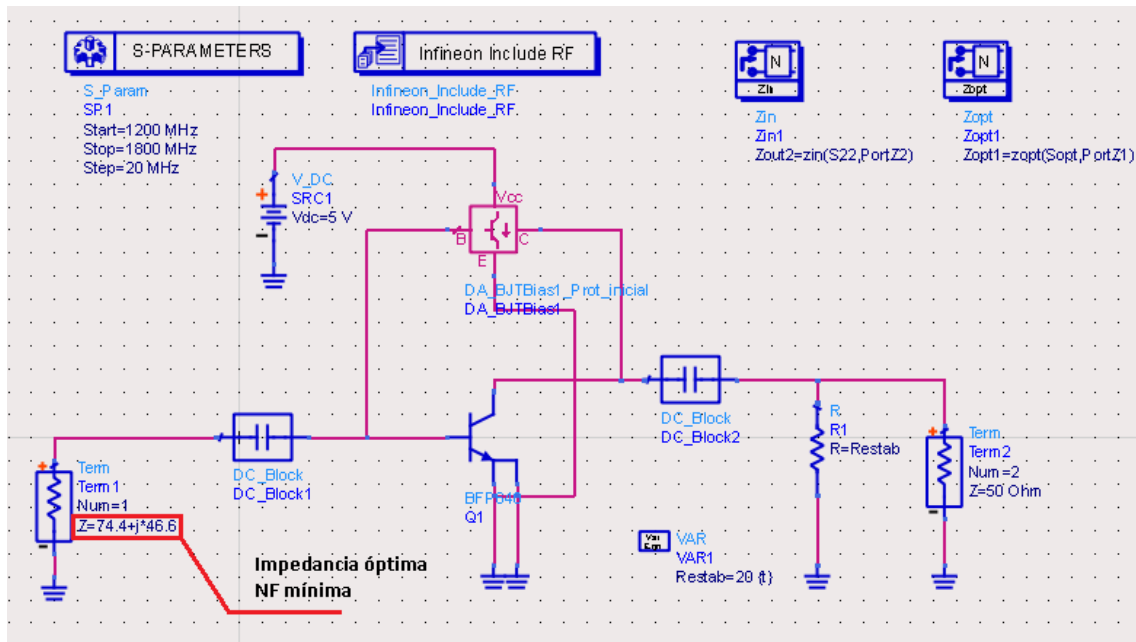 S-PARAMETERS
S_Param
SP1
Start=1200 MHz
Stop=1800 MHz
Step=20 MHz
Infineon Include RF
Infineon_Include_RF
Infineon_Include_RF
N
Zin
Zin
Zin1
Zout2=zin(S22,PortZ2)
N
Zopt
Zopt
Zopt1
Zopt1=zopt(Sopt,PortZ1)
V_DC
SRC1
Vdc=5 V
Vcc
B
C
E
DA_BJTBias1_Prot_inicial
DA_BJTBias1
DC_Block
DC_Block2
R
R1
R=Restab
Term
Term2
Num=2
Z=50 Ohm
Term
Term1
Num=1
Z=74.4+j*46.6
DC_Block
DC_Block1
Q1
Var
Eqn
VAR
VAR1
Restab=20 {t}
Impedancia óptima
NF mínima